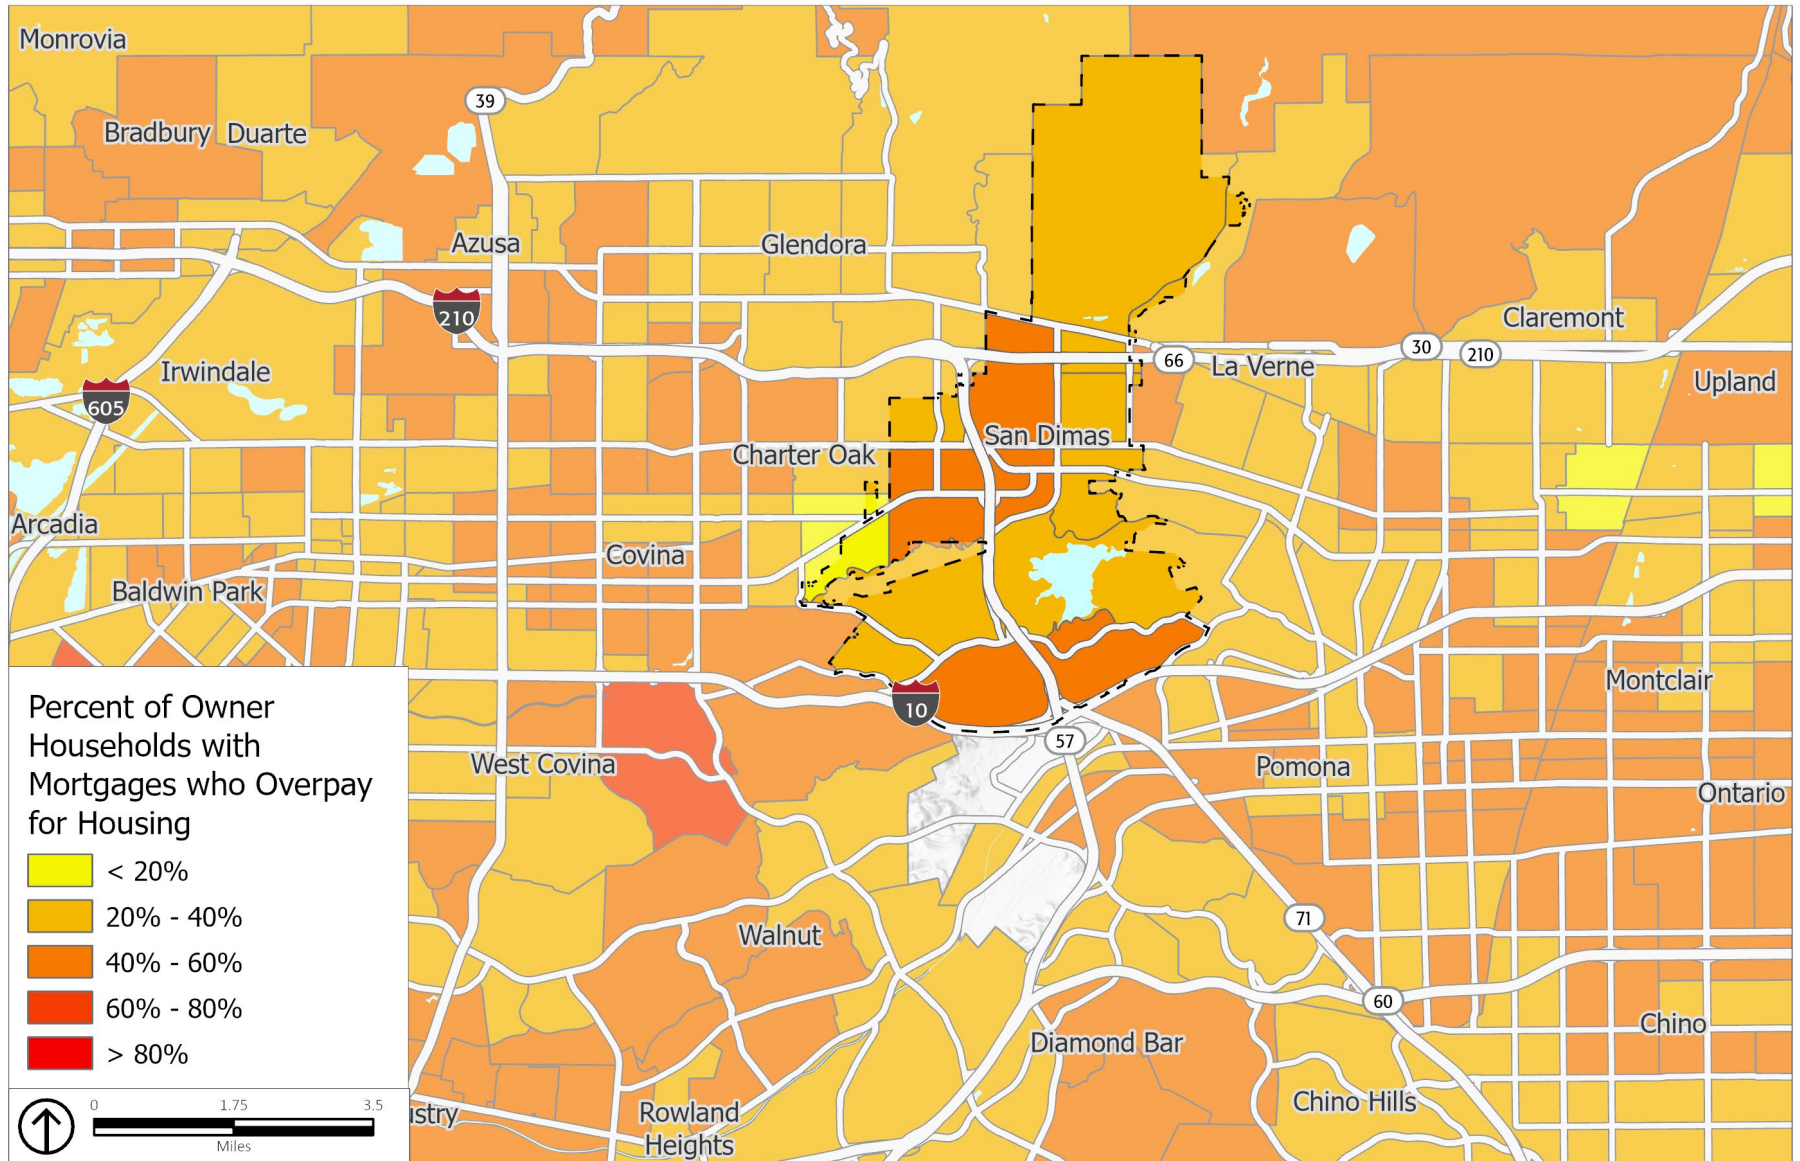 Monrovia
39
Bradbury
Duarte
Azusa
Glendora
210
Claremont
30
210
66
La Verne
Irwindale
605
Upland
San Dimas
Charter Oak
Arcadia
Covina
Baldwin Park
Montclair
10
57
West Covina
Pomona
Ontario
Percent of Owner
Households with
Mortgages who Overpay
for Housing
< 20%
20% - 40%
40% - 60%
60% - 80%
> 80%
Walnut
71
60
Chino
Diamond Bar
Chino Hills
0 1.75 3.5
Miles
ustry
Rowland
Heights